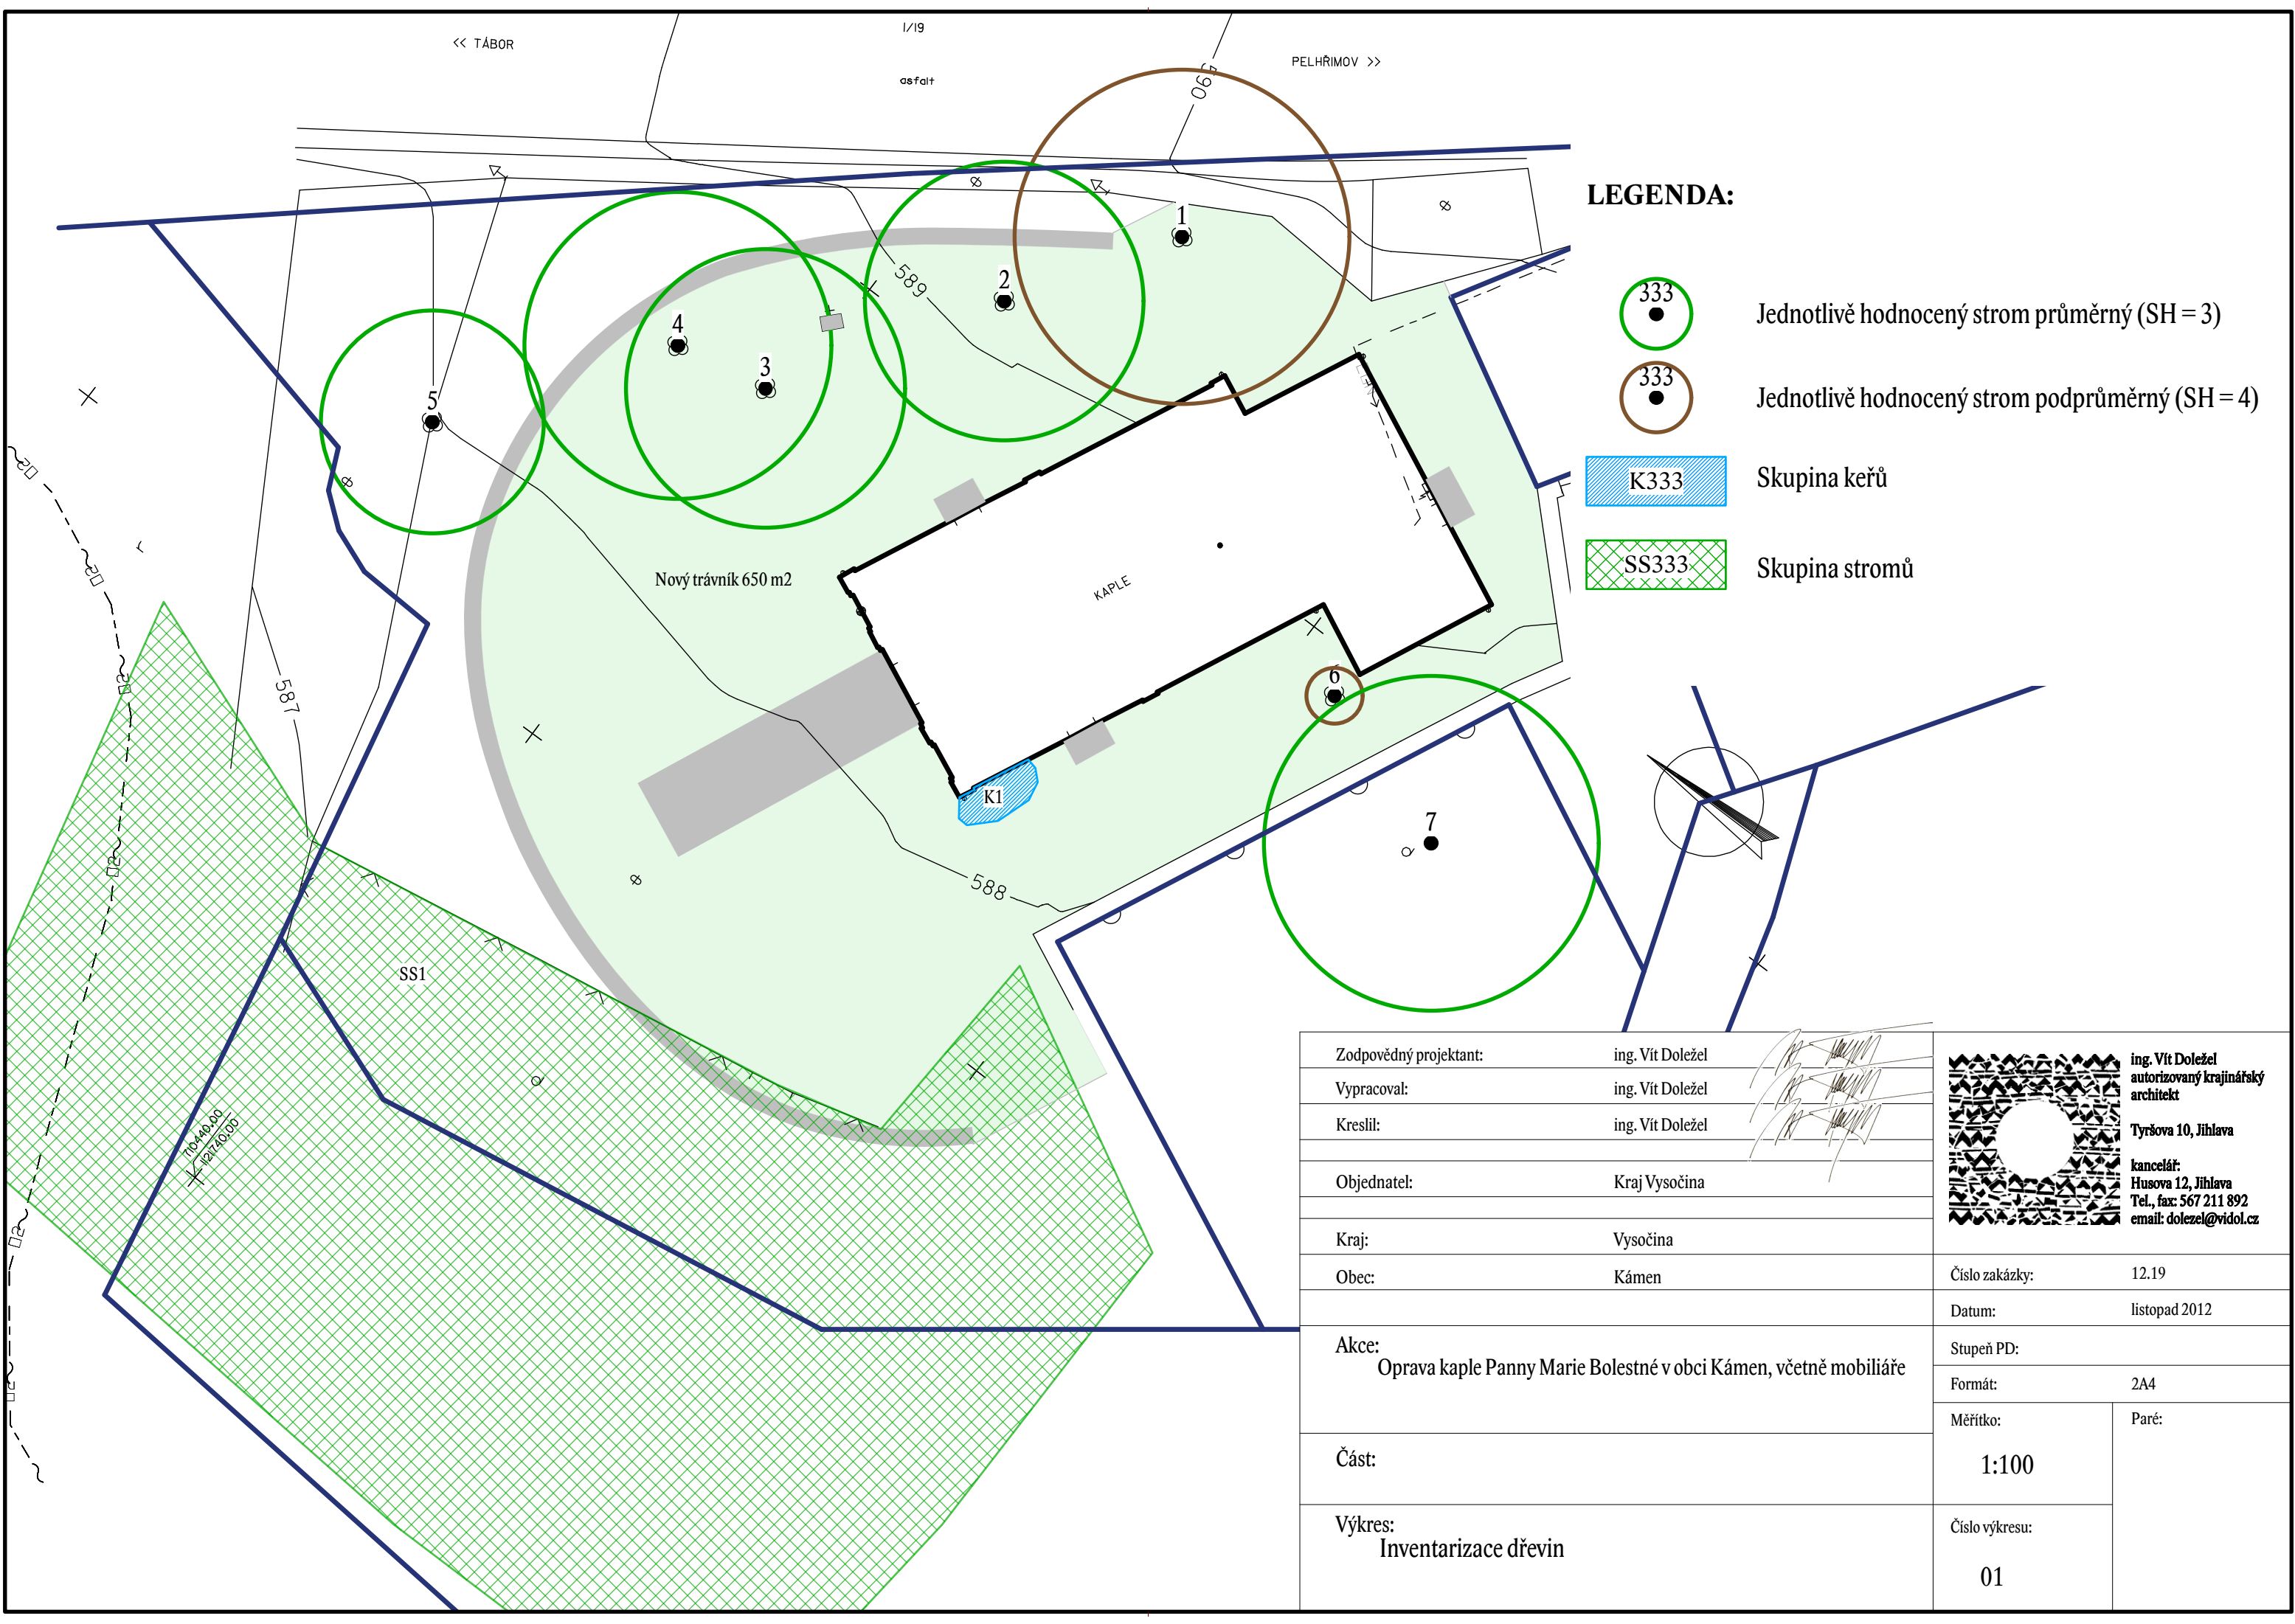 << TÁBOR
1/19
asfalt
PELHŘIMOV >>
590
1
2
589
4
3
5
Nový trávník 650 m2
KAPLE
6
587
K1
7
588
SS1
710440.00
1121740.00
r
LEGENDA:
333
Jednotlivě hodnocený strom průměrný (SH = 3)
333
Jednotlivě hodnocený strom podprůměrný (SH = 4)
K333
Skupina keřů
SS333
Skupina stromů
Zodpovědný projektant: ing. Vít Doležel
Vypracoval: ing. Vít Doležel
Kreslil: ing. Vít Doležel
Objednatel: Kraj Vysočina
Kraj: Vysočina
Obec: Kámen
Akce:
Oprava kaple Panny Marie Bolestné v obci Kámen, včetně mobiliáře
Část:
Výkres:
Inventarizace dřevin
ing. Vít Doležel
autorizovaný krajinářský
architekt
Tyršova 10, Jihlava
kancelář:
Husova 12, Jihlava
Tel., fax: 567 211 892
email: dolezel@vidol.cz
Číslo zakázky: 12.19
Datum: listopad 2012
Stupeň PD:
Formát: 2A4
Měřítko: Paré:
1:100
Číslo výkresu:
01